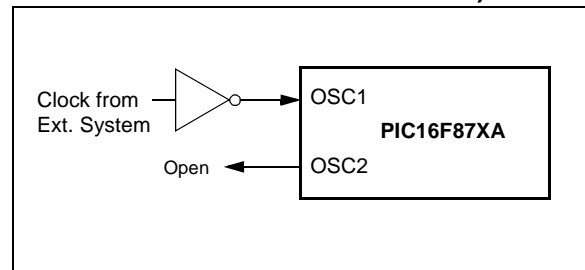 Clock from
Ext. System
OSC1
PIC16F87XA
Open
OSC2